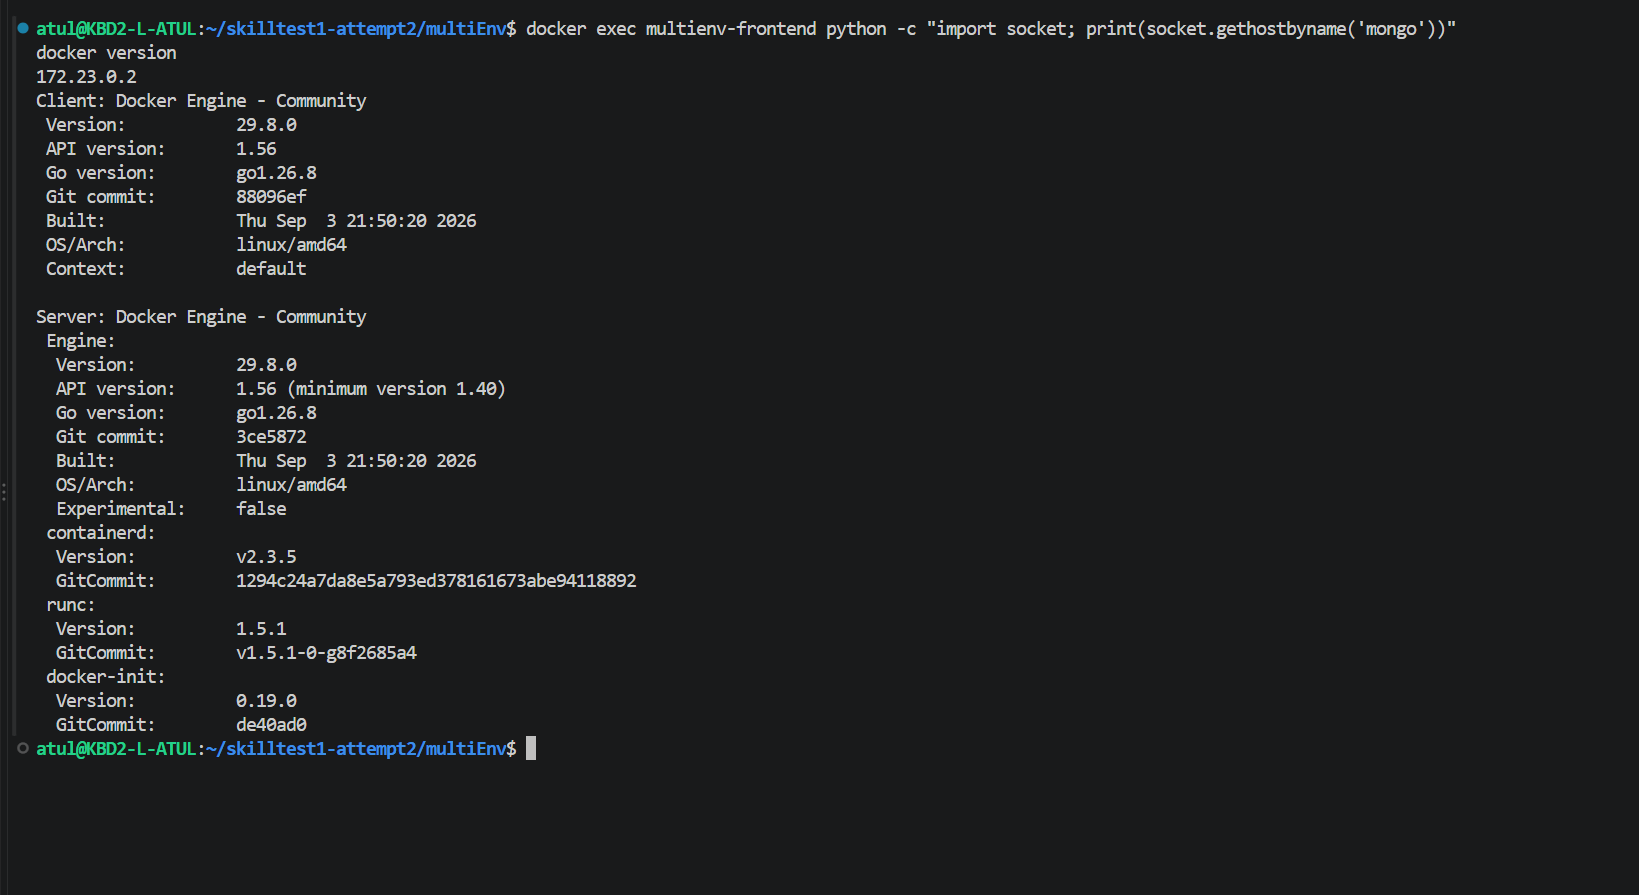 atul@KBD2-L-ATUL:~/skilltest1-attempt2/multiEnv$ docker exec multienv-frontend python -c "import socket; print(socket.gethostbyname('mongo'))"
docker version
172.23.0.2
Client: Docker Engine - Community
 Version:           29.8.0
 API version:       1.56
 Go version:        go1.26.8
 Git commit:        88096ef
 Built:             Thu Sep  3 21:50:20 2026
 OS/Arch:           linux/amd64
 Context:           default

Server: Docker Engine - Community
 Engine:
  Version:          29.8.0
  API version:      1.56 (minimum version 1.40)
  Go version:       go1.26.8
  Git commit:       3ce5872
  Built:            Thu Sep  3 21:50:20 2026
  OS/Arch:          linux/amd64
  Experimental:     false
 containerd:
  Version:          v2.3.5
  GitCommit:        1294c24a7da8e5a793ed378161673abe94118892
 runc:
  Version:          1.5.1
  GitCommit:        v1.5.1-0-g8f2685a4
 docker-init:
  Version:          0.19.0
  GitCommit:        de40ad0
atul@KBD2-L-ATUL:~/skilltest1-attempt2/multiEnv$